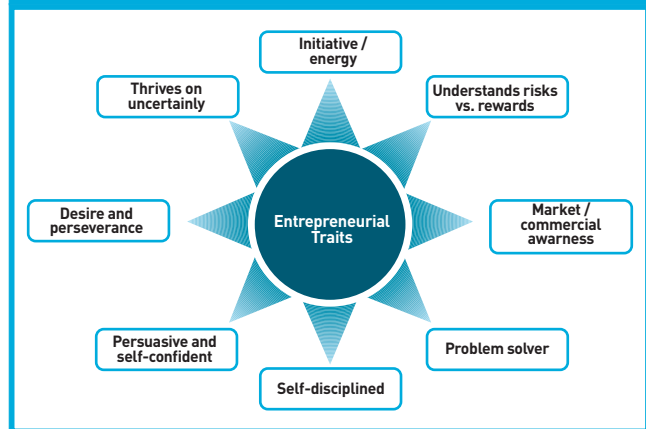 Initiative /
energy
Thrives on
uncertainly
Understands risks
vs. rewards
Desire and
perseverance
Entrepreneurial
Traits
Market /
commercial
awarness
Persuasive and
self-confident
Problem solver
Self-disciplined